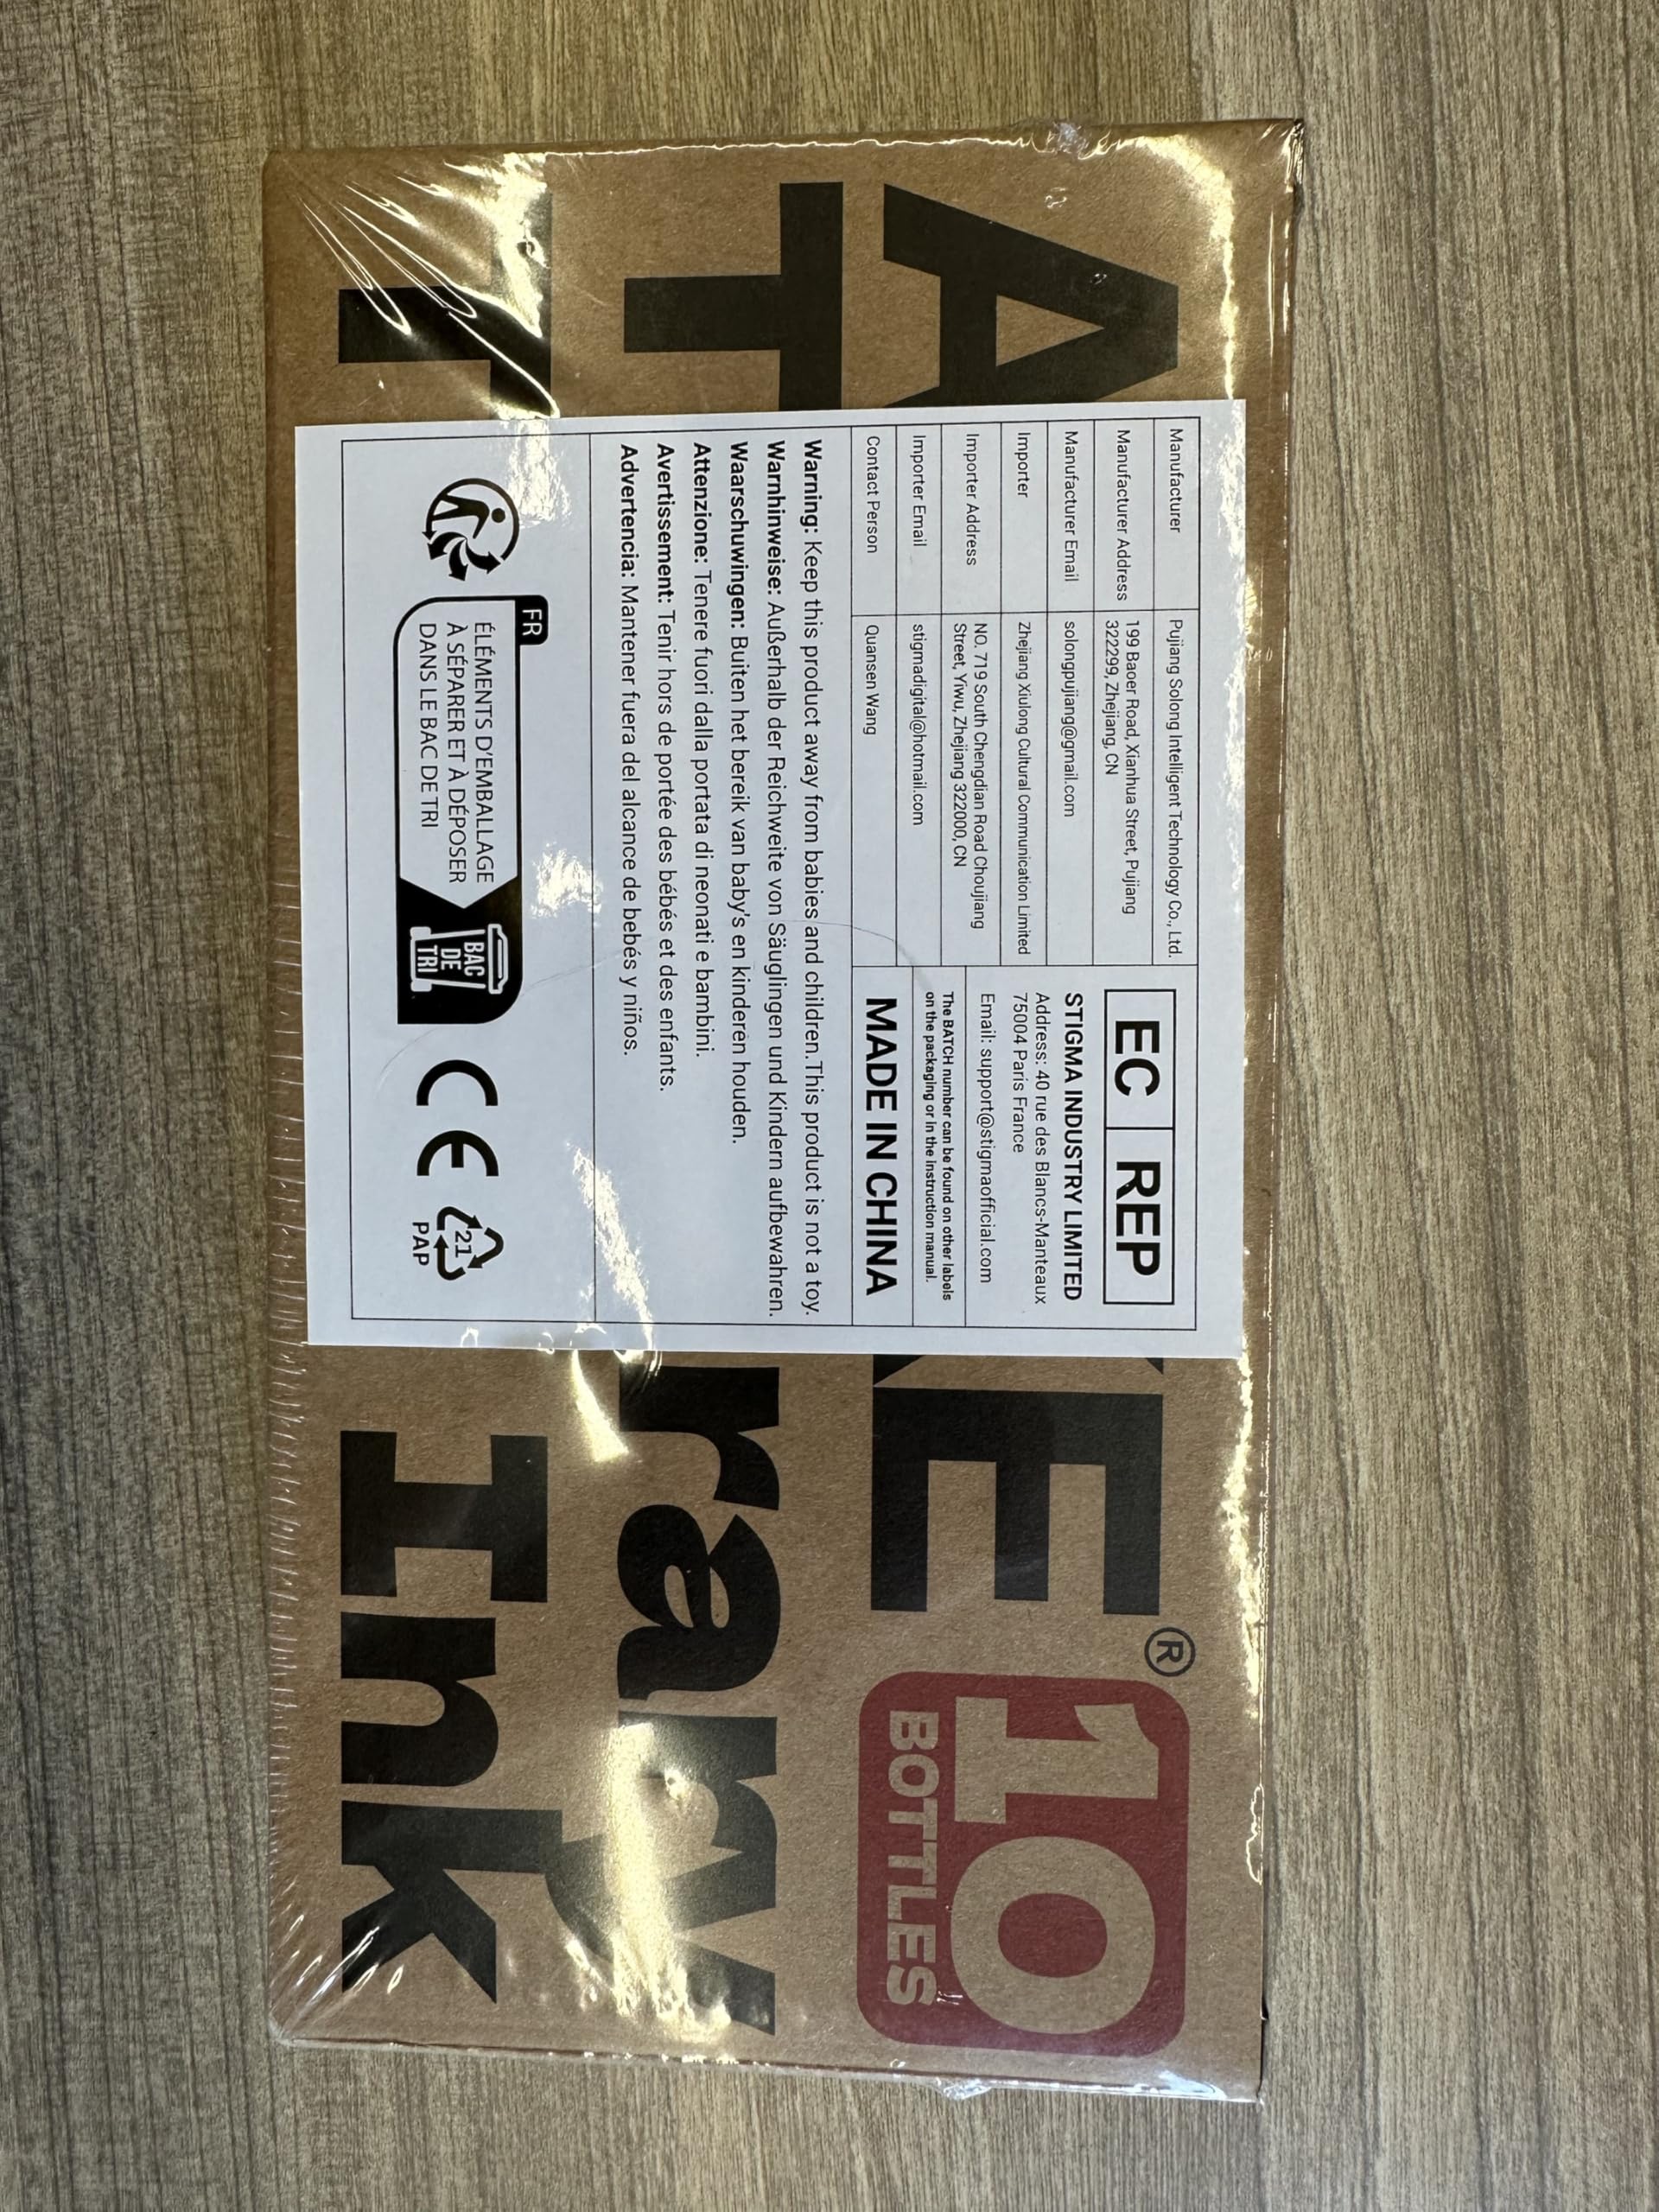 Manufacturer
Pujiang Solong Intelligent Technology Co., Ltd.
Manufacturer Address
199 Baoer Road, Xianhua Street, Pujiang
322299, Zhejiang, CN
Manufacturer Email
solongpujiang@gmail.com
Importer
Zhejiang Xiulong Cultural Communication Limited
Importer Address
NO. 719 South Chengdian Road Choujiang
Street, Yiwu, Zhejiang 322000, CN
Importer Email
stigmadigital@hotmail.com
Contact Person
Quansen Wang
EC REP
STIGMA INDUSTRY LIMITED
Address: 40 rue des Blancs-Manteaux
75004 Paris France
Email: support@stigmaofficial.com
The BATCH number can be found on other labels
on the packaging or in the instruction manual.
MADE IN CHINA
Warning: Keep this product away from babies and children.This product is not a toy.
Warnhinweise: Außerhalb der Reichweite von Säuglingen und Kindern aufbewahren.
Waarschuwingen: Buiten het bereik van baby's en kinderen houden.
Attenzione: Tenere fuori dalla portata di neonati e bambini.
Avertissement: Tenir hors de portée des bébés et des enfants.
Advertencia: Mantener fuera del alcance de bebés y niños.
FR
ÉLÉMENTS D'EMBALLAGE
À SÉPARER ET À DÉPOSER
DANS LE BAC DE TRI
BAC
DE
TRI
CE
21
PAP
®
10
BOTTLES
Ink